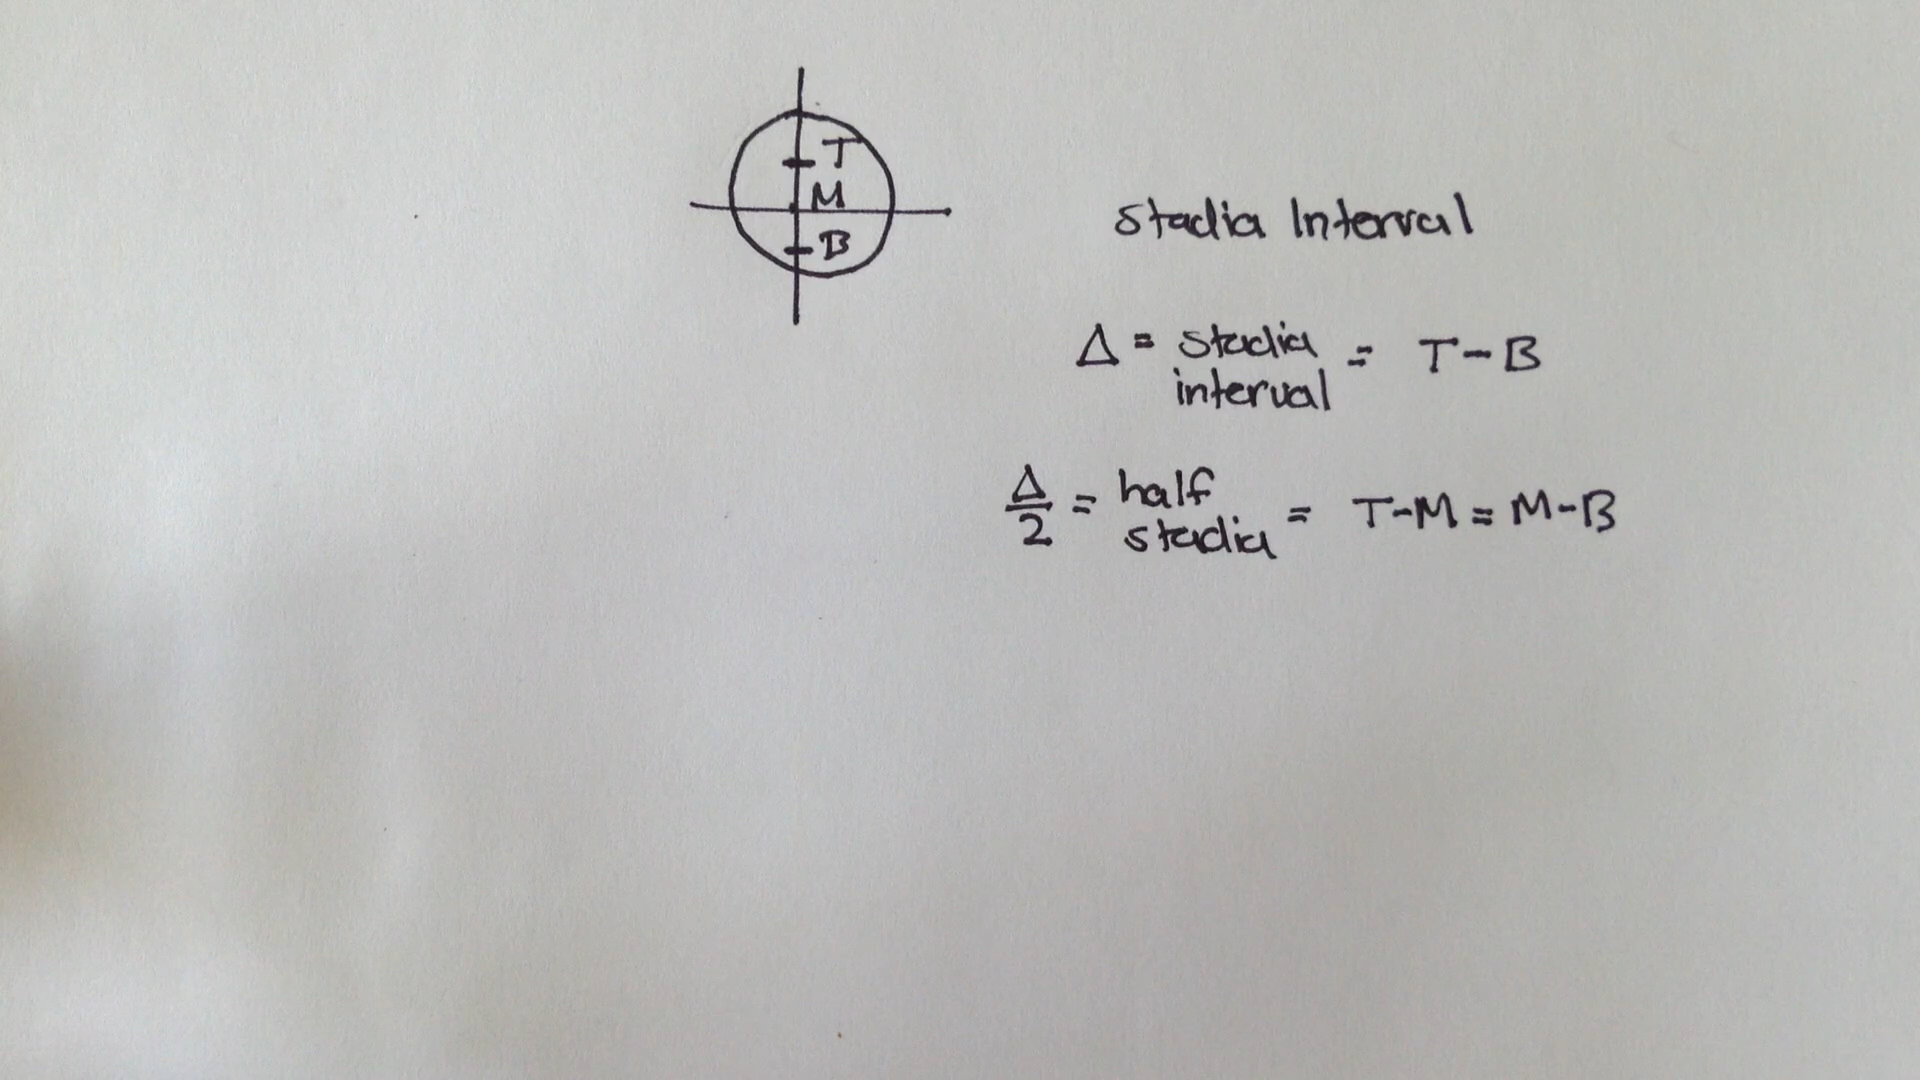 T
M
B
Stadia Interval
Δ = stadia interval = T-B
Δ/2 = half stadia = T-M = M-B